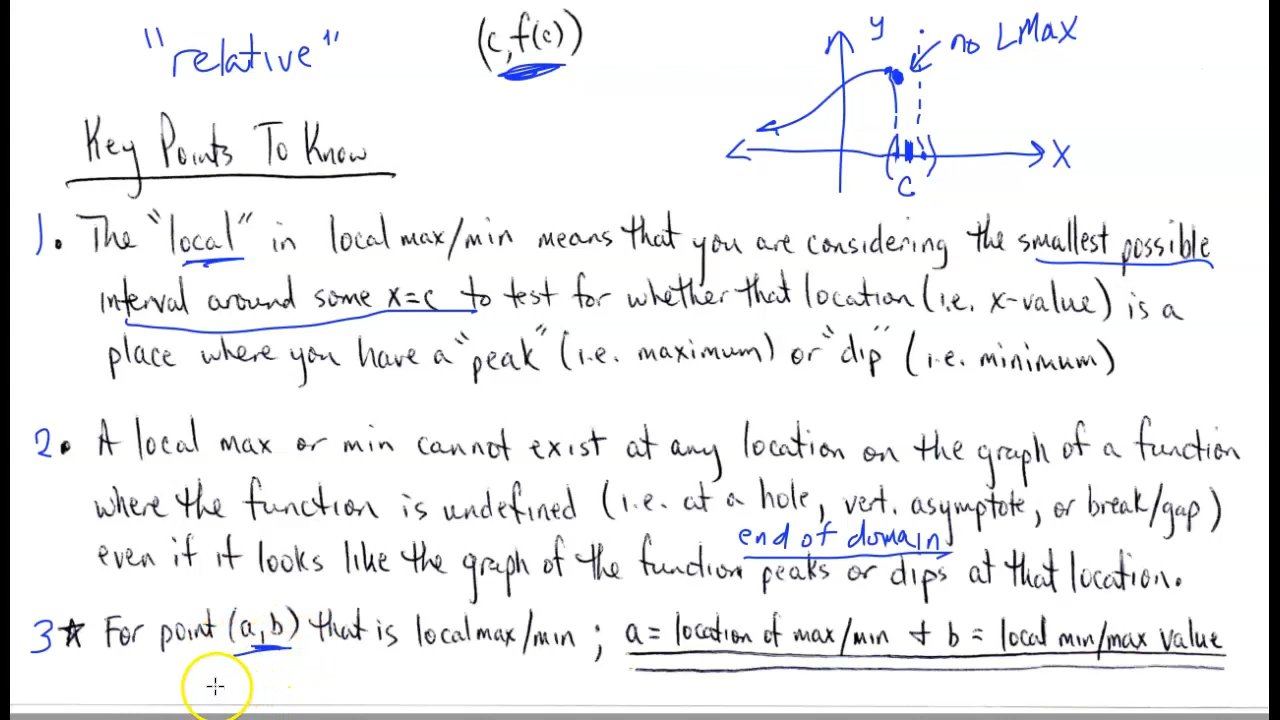 "relative"
(c, f(c))
y
no LMax
x
c
Key Points To Know
1. The "local" in local max/min means that you are considering the smallest possible
interval around some x=c to test for whether that location (i.e. x-value) is a
place where you have a "peak" (i.e. maximum) or "dip" (i.e. minimum)
2. A local max or min cannot exist at any location on the graph of a function
where the function is undefined (i.e. at a hole, vert. asymptote, or break/gap)
end of domain
even if it looks like the graph of the function peaks or dips at that location.
3 ★ For point (a,b) that is local max/min; a = location of max/min + b = local min/max value